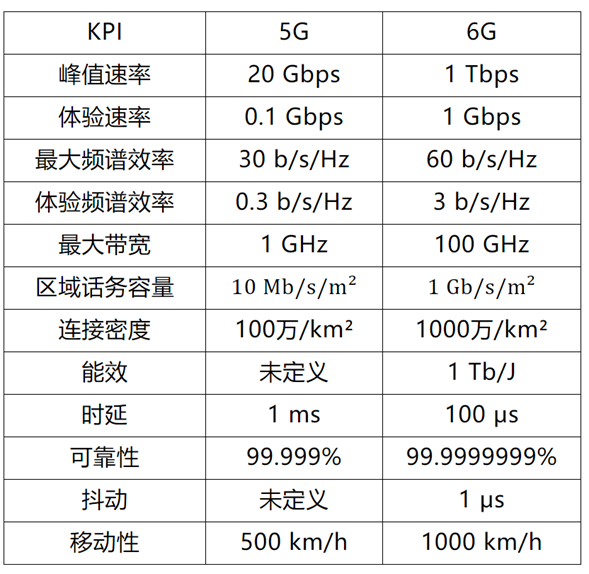 KPI 5G 6G
峰值速率 20 Gbps 1 Tbps
体验速率 0.1 Gbps 1 Gbps
最大频谱效率 30 b/s/Hz 60 b/s/Hz
体验频谱效率 0.3 b/s/Hz 3 b/s/Hz
最大带宽 1 GHz 100 GHz
区域话务容量 10 Mb/s/m² 1 Gb/s/m²
连接密度 100万/km² 1000万/km²
能效 未定义 1 Tb/J
时延 1 ms 100 μs
可靠性 99.999% 99.9999999%
抖动 未定义 1 μs
移动性 500 km/h 1000 km/h